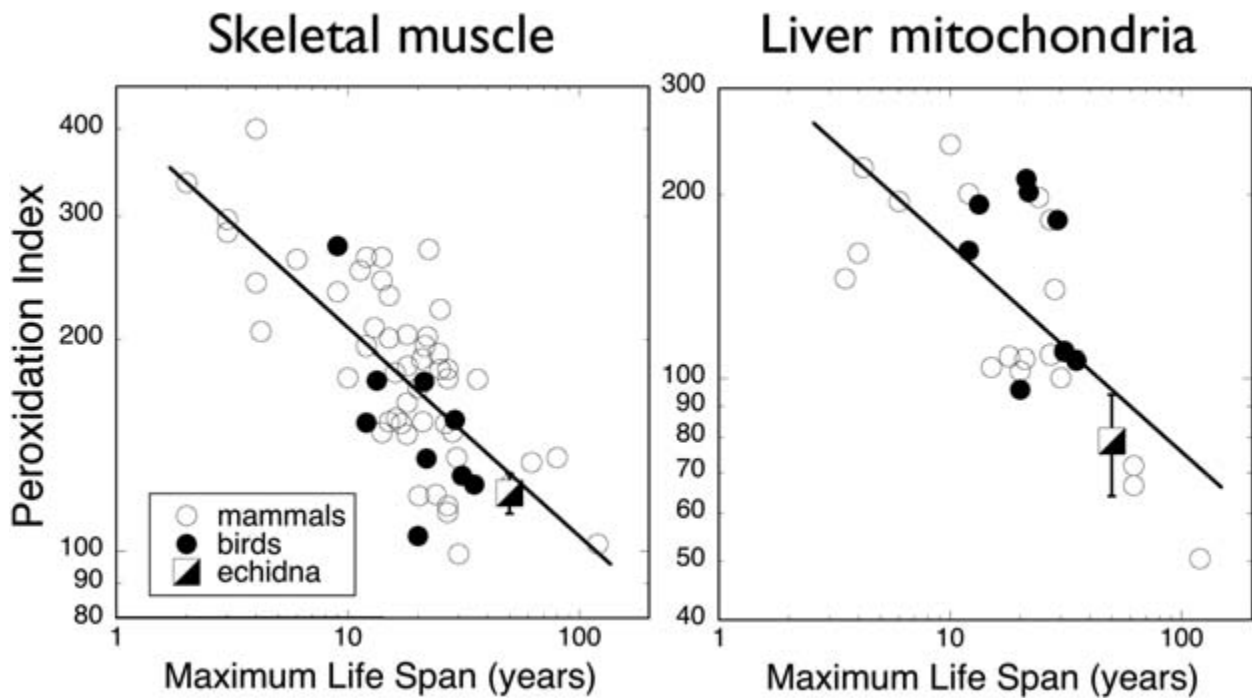 Skeletal muscle
Liver mitochondria
Peroxidation Index
400
300
200
100
90
80
1
10
100
Maximum Life Span (years)
mammals
birds
echidna
300
200
100
90
80
70
60
50
40
1
10
100
Maximum Life Span (years)